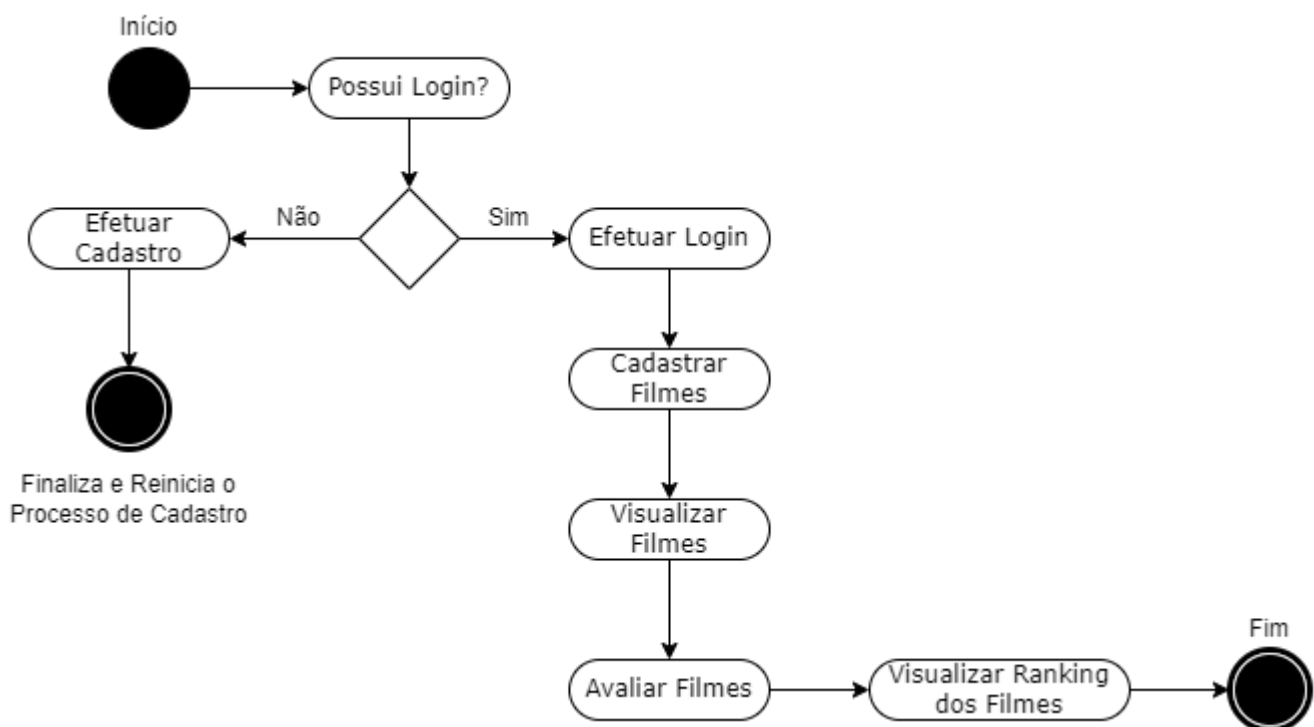 Início
Possui Login?
Não
Sim
Efetuar
Cadastro
Efetuar Login
Cadastrar
Filmes
Finaliza e Reinicia o
Processo de Cadastro
Visualizar
Filmes
Fim
Avaliar Filmes
Visualizar Ranking
dos Filmes